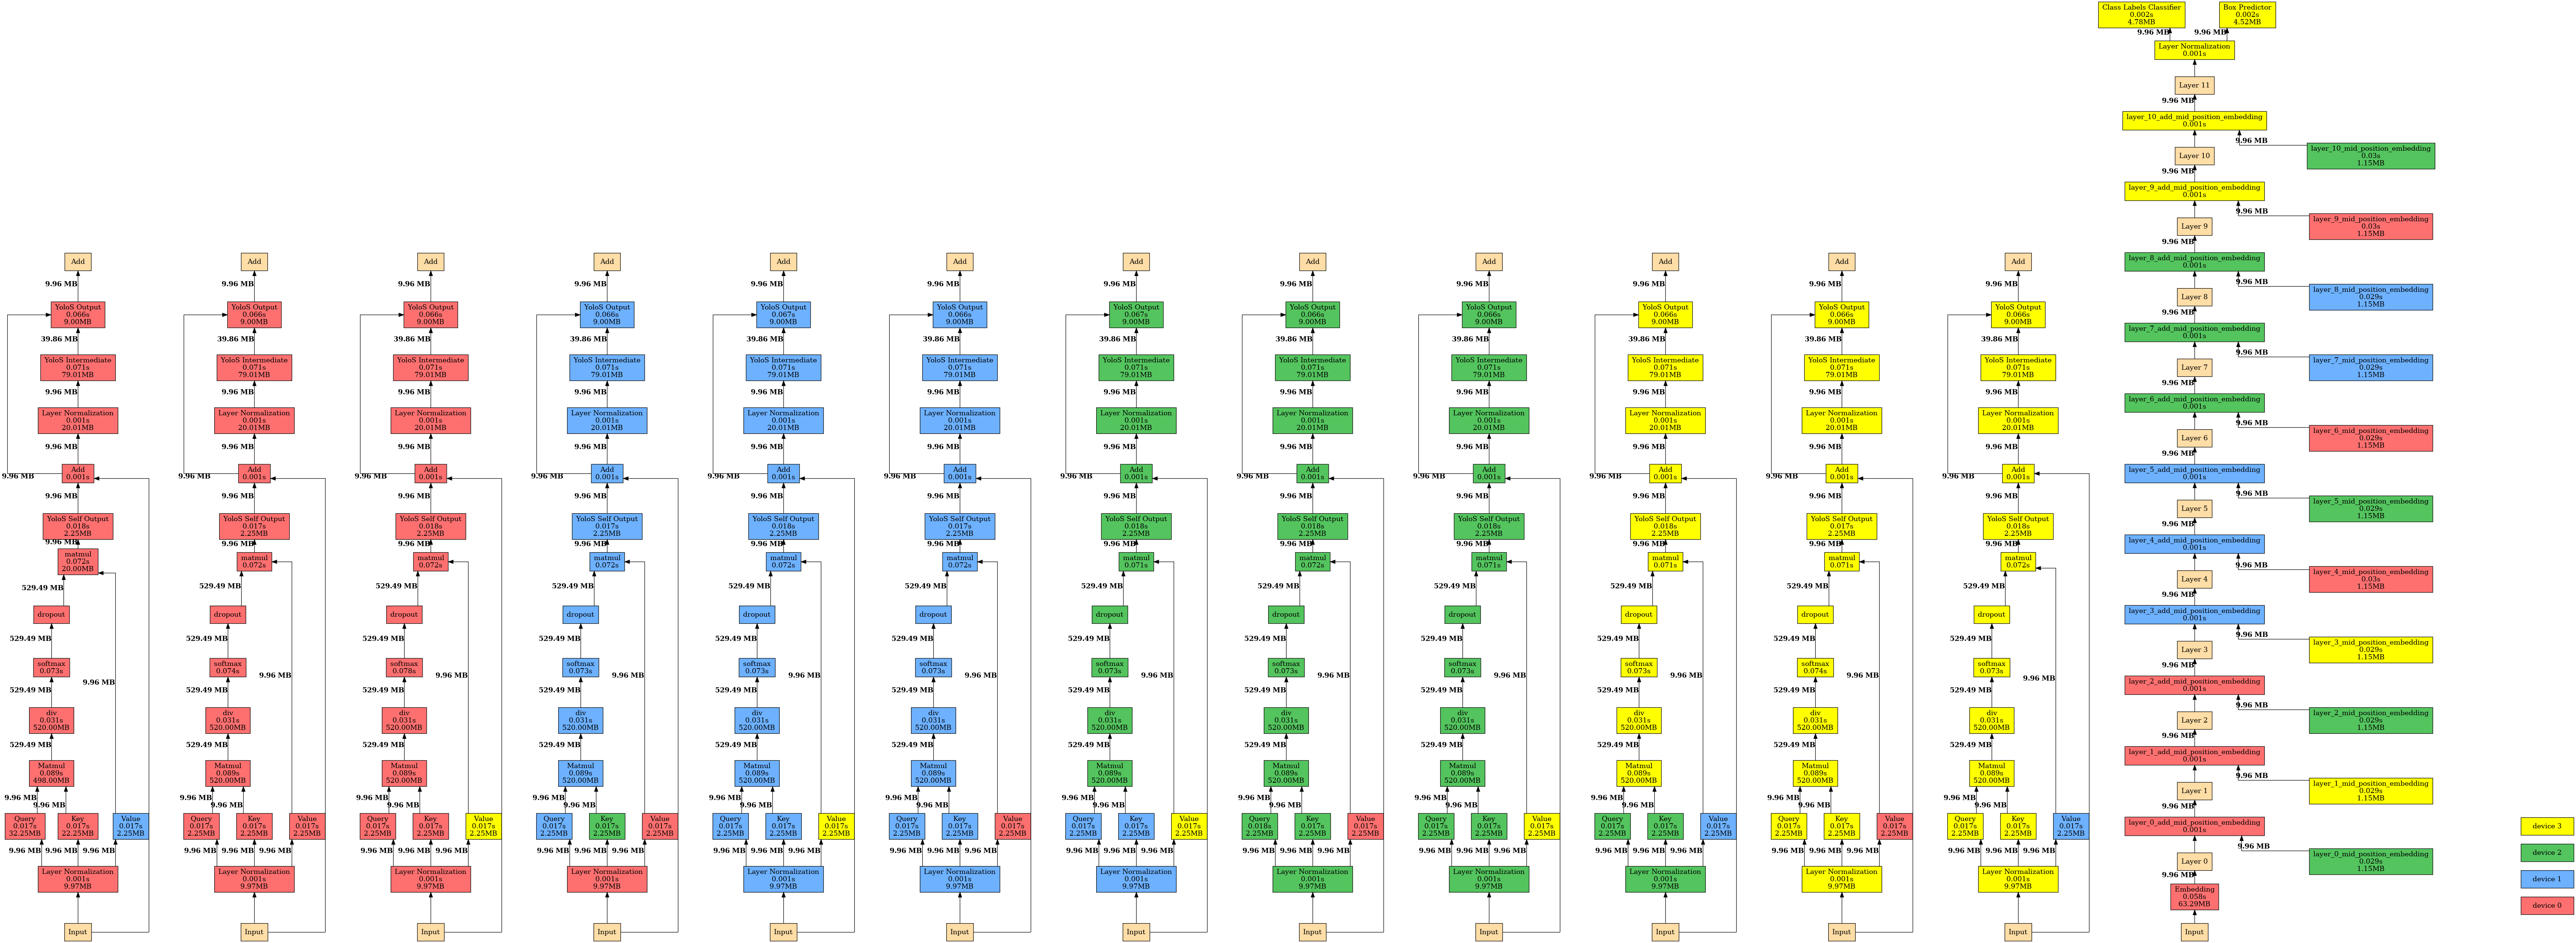 Add
9.96 MB
YoloS Output
0.066s
9.00MB
39.86 MB
YoloS Intermediate
0.071s
79.01MB
9.96 MB
Layer Normalization
0.001s
20.01MB
9.96 MB
Add
0.001s
9.96 MB
9.96 MB
YoloS Self Output
0.018s
2.25MB
9.96 MB
matmul
0.072s
20.00MB
529.49 MB
dropout
529.49 MB
softmax
0.073s
9.96 MB
529.49 MB
div
0.031s
520.00MB
529.49 MB
Matmul
0.089s
498.00MB
9.96 MB
9.96 MB
Query Key Value
0.017s 0.017s 0.017s
32.25MB 22.25MB 2.25MB
9.96 MB 9.96 MB 9.96 MB
Layer Normalization
0.001s
9.97MB
Input
Add
9.96 MB
YoloS Output
0.066s
9.00MB
39.86 MB
YoloS Intermediate
0.071s
79.01MB
9.96 MB
Layer Normalization
0.001s
20.01MB
9.96 MB
Add
0.001s
9.96 MB
9.96 MB
YoloS Self Output
0.017s
2.25MB
9.96 MB
matmul
0.072s
529.49 MB
dropout
529.49 MB
softmax
0.074s
9.96 MB
529.49 MB
div
0.031s
520.00MB
529.49 MB
Matmul
0.089s
520.00MB
9.96 MB
9.96 MB
Query Key Value
0.017s 0.017s 0.017s
2.25MB 2.25MB 2.25MB
9.96 MB 9.96 MB 9.96 MB
Layer Normalization
0.001s
9.97MB
Input
Add
9.96 MB
YoloS Output
0.066s
9.00MB
39.86 MB
YoloS Intermediate
0.071s
79.01MB
9.96 MB
Layer Normalization
0.001s
20.01MB
9.96 MB
Add
0.001s
9.96 MB
9.96 MB
YoloS Self Output
0.018s
2.25MB
9.96 MB
matmul
0.072s
529.49 MB
dropout
529.49 MB
softmax
0.078s
9.96 MB
529.49 MB
div
0.031s
520.00MB
529.49 MB
Matmul
0.089s
520.00MB
9.96 MB
9.96 MB
Query Key Value
0.017s 0.017s 0.017s
2.25MB 2.25MB 2.25MB
9.96 MB 9.96 MB 9.96 MB
Layer Normalization
0.001s
9.97MB
Input
Add
9.96 MB
YoloS Output
0.066s
9.00MB
39.86 MB
YoloS Intermediate
0.071s
79.01MB
9.96 MB
Layer Normalization
0.001s
20.01MB
9.96 MB
Add
0.001s
9.96 MB
9.96 MB
YoloS Self Output
0.017s
2.25MB
9.96 MB
matmul
0.072s
529.49 MB
dropout
529.49 MB
softmax
0.073s
9.96 MB
529.49 MB
div
0.031s
520.00MB
529.49 MB
Matmul
0.089s
520.00MB
9.96 MB
9.96 MB
Query Key Value
0.017s 0.017s 0.017s
2.25MB 2.25MB 2.25MB
9.96 MB 9.96 MB 9.96 MB
Layer Normalization
0.001s
9.97MB
Input
Add
9.96 MB
YoloS Output
0.067s
9.00MB
39.86 MB
YoloS Intermediate
0.071s
79.01MB
9.96 MB
Layer Normalization
0.001s
20.01MB
9.96 MB
Add
0.001s
9.96 MB
9.96 MB
YoloS Self Output
0.018s
2.25MB
9.96 MB
matmul
0.072s
529.49 MB
dropout
529.49 MB
softmax
0.073s
9.96 MB
529.49 MB
div
0.031s
520.00MB
529.49 MB
Matmul
0.089s
520.00MB
9.96 MB
9.96 MB
Query Key Value
0.017s 0.017s 0.017s
2.25MB 2.25MB 2.25MB
9.96 MB 9.96 MB 9.96 MB
Layer Normalization
0.001s
9.97MB
Input
Add
9.96 MB
YoloS Output
0.066s
9.00MB
39.86 MB
YoloS Intermediate
0.071s
79.01MB
9.96 MB
Layer Normalization
0.001s
20.01MB
9.96 MB
Add
0.001s
9.96 MB
9.96 MB
YoloS Self Output
0.017s
2.25MB
9.96 MB
matmul
0.072s
529.49 MB
dropout
529.49 MB
softmax
0.073s
9.96 MB
529.49 MB
div
0.031s
520.00MB
529.49 MB
Matmul
0.089s
520.00MB
9.96 MB
9.96 MB
Query Key Value
0.017s 0.017s 0.017s
2.25MB 2.25MB 2.25MB
9.96 MB 9.96 MB 9.96 MB
Layer Normalization
0.001s
9.97MB
Input
Add
9.96 MB
YoloS Output
0.067s
9.00MB
39.86 MB
YoloS Intermediate
0.071s
79.01MB
9.96 MB
Layer Normalization
0.001s
20.01MB
9.96 MB
Add
0.001s
9.96 MB
9.96 MB
YoloS Self Output
0.018s
2.25MB
9.96 MB
matmul
0.071s
529.49 MB
dropout
529.49 MB
softmax
0.073s
9.96 MB
529.49 MB
div
0.031s
520.00MB
529.49 MB
Matmul
0.089s
520.00MB
9.96 MB
9.96 MB
Query Key Value
0.017s 0.017s 0.017s
2.25MB 2.25MB 2.25MB
9.96 MB 9.96 MB 9.96 MB
Layer Normalization
0.001s
9.97MB
Input
Add
9.96 MB
YoloS Output
0.066s
9.00MB
39.86 MB
YoloS Intermediate
0.071s
79.01MB
9.96 MB
Layer Normalization
0.001s
20.01MB
9.96 MB
Add
0.001s
9.96 MB
9.96 MB
YoloS Self Output
0.018s
2.25MB
9.96 MB
matmul
0.072s
529.49 MB
dropout
529.49 MB
softmax
0.073s
9.96 MB
529.49 MB
div
0.031s
520.00MB
529.49 MB
Matmul
0.089s
520.00MB
9.96 MB
9.96 MB
Query Key Value
0.018s 0.017s 0.017s
2.25MB 2.25MB 2.25MB
9.96 MB 9.96 MB 9.96 MB
Layer Normalization
0.001s
9.97MB
Input
Add
9.96 MB
YoloS Output
0.066s
9.00MB
39.86 MB
YoloS Intermediate
0.071s
79.01MB
9.96 MB
Layer Normalization
0.001s
20.01MB
9.96 MB
Add
0.001s
9.96 MB
9.96 MB
YoloS Self Output
0.018s
2.25MB
9.96 MB
matmul
0.071s
529.49 MB
dropout
529.49 MB
softmax
0.073s
9.96 MB
529.49 MB
div
0.031s
520.00MB
529.49 MB
Matmul
0.089s
520.00MB
9.96 MB
9.96 MB
Query Key Value
0.017s 0.017s 0.017s
2.25MB 2.25MB 2.25MB
9.96 MB 9.96 MB 9.96 MB
Layer Normalization
0.001s
9.97MB
Input
Add
9.96 MB
YoloS Output
0.066s
9.00MB
39.86 MB
YoloS Intermediate
0.071s
79.01MB
9.96 MB
Layer Normalization
0.001s
20.01MB
9.96 MB
Add
0.001s
9.96 MB
9.96 MB
YoloS Self Output
0.018s
2.25MB
9.96 MB
matmul
0.071s
529.49 MB
dropout
529.49 MB
softmax
0.073s
9.96 MB
529.49 MB
div
0.031s
520.00MB
529.49 MB
Matmul
0.089s
520.00MB
9.96 MB
9.96 MB
Query Key Value
0.017s 0.017s 0.017s
2.25MB 2.25MB 2.25MB
9.96 MB 9.96 MB 9.96 MB
Layer Normalization
0.001s
9.97MB
Input
Add
9.96 MB
YoloS Output
0.066s
9.00MB
39.86 MB
YoloS Intermediate
0.071s
79.01MB
9.96 MB
Layer Normalization
0.001s
20.01MB
9.96 MB
Add
0.001s
9.96 MB
9.96 MB
YoloS Self Output
0.017s
2.25MB
9.96 MB
matmul
0.071s
529.49 MB
dropout
529.49 MB
softmax
0.074s
9.96 MB
529.49 MB
div
0.031s
520.00MB
529.49 MB
Matmul
0.089s
520.00MB
9.96 MB
9.96 MB
Query Key Value
0.017s 0.017s 0.017s
2.25MB 2.25MB 2.25MB
9.96 MB 9.96 MB 9.96 MB
Layer Normalization
0.001s
9.97MB
Input
Add
9.96 MB
YoloS Output
0.066s
9.00MB
39.86 MB
YoloS Intermediate
0.071s
79.01MB
9.96 MB
Layer Normalization
0.001s
20.01MB
9.96 MB
Add
0.001s
9.96 MB
9.96 MB
YoloS Self Output
0.018s
2.25MB
9.96 MB
matmul
0.072s
529.49 MB
dropout
529.49 MB
softmax
0.073s
9.96 MB
529.49 MB
div
0.031s
520.00MB
529.49 MB
Matmul
0.089s
520.00MB
9.96 MB
9.96 MB
Query Key Value
0.017s 0.017s 0.017s
2.25MB 2.25MB 2.25MB
9.96 MB 9.96 MB 9.96 MB
Layer Normalization
0.001s
9.97MB
Input
Class Labels Classifier
0.002s
4.78MB
Box Predictor
0.002s
4.52MB
9.96 MB 9.96 MB
Layer Normalization
0.001s
Layer 11
9.96 MB
layer_10_add_mid_position_embedding
0.001s
9.96 MB
layer_10_mid_position_embedding
0.03s
1.15MB
Layer 10
9.96 MB
layer_9_add_mid_position_embedding
0.001s
9.96 MB
layer_9_mid_position_embedding
0.03s
1.15MB
Layer 9
9.96 MB
layer_8_add_mid_position_embedding
0.001s
9.96 MB
layer_8_mid_position_embedding
0.029s
1.15MB
Layer 8
9.96 MB
layer_7_add_mid_position_embedding
0.001s
9.96 MB
layer_7_mid_position_embedding
0.029s
1.15MB
Layer 7
9.96 MB
layer_6_add_mid_position_embedding
0.001s
9.96 MB
layer_6_mid_position_embedding
0.029s
1.15MB
Layer 6
9.96 MB
layer_5_add_mid_position_embedding
0.001s
9.96 MB
layer_5_mid_position_embedding
0.029s
1.15MB
Layer 5
9.96 MB
layer_4_add_mid_position_embedding
0.001s
9.96 MB
layer_4_mid_position_embedding
0.03s
1.15MB
Layer 4
9.96 MB
layer_3_add_mid_position_embedding
0.001s
9.96 MB
layer_3_mid_position_embedding
0.029s
1.15MB
Layer 3
9.96 MB
layer_2_add_mid_position_embedding
0.001s
9.96 MB
layer_2_mid_position_embedding
0.029s
1.15MB
Layer 2
9.96 MB
layer_1_add_mid_position_embedding
0.001s
9.96 MB
layer_1_mid_position_embedding
0.029s
1.15MB
Layer 1
9.96 MB
layer_0_add_mid_position_embedding
0.001s
9.96 MB
layer_0_mid_position_embedding
0.029s
1.15MB
Layer 0
9.96 MB
Embedding
0.058s
63.29MB
Input
device 3
device 2
device 1
device 0